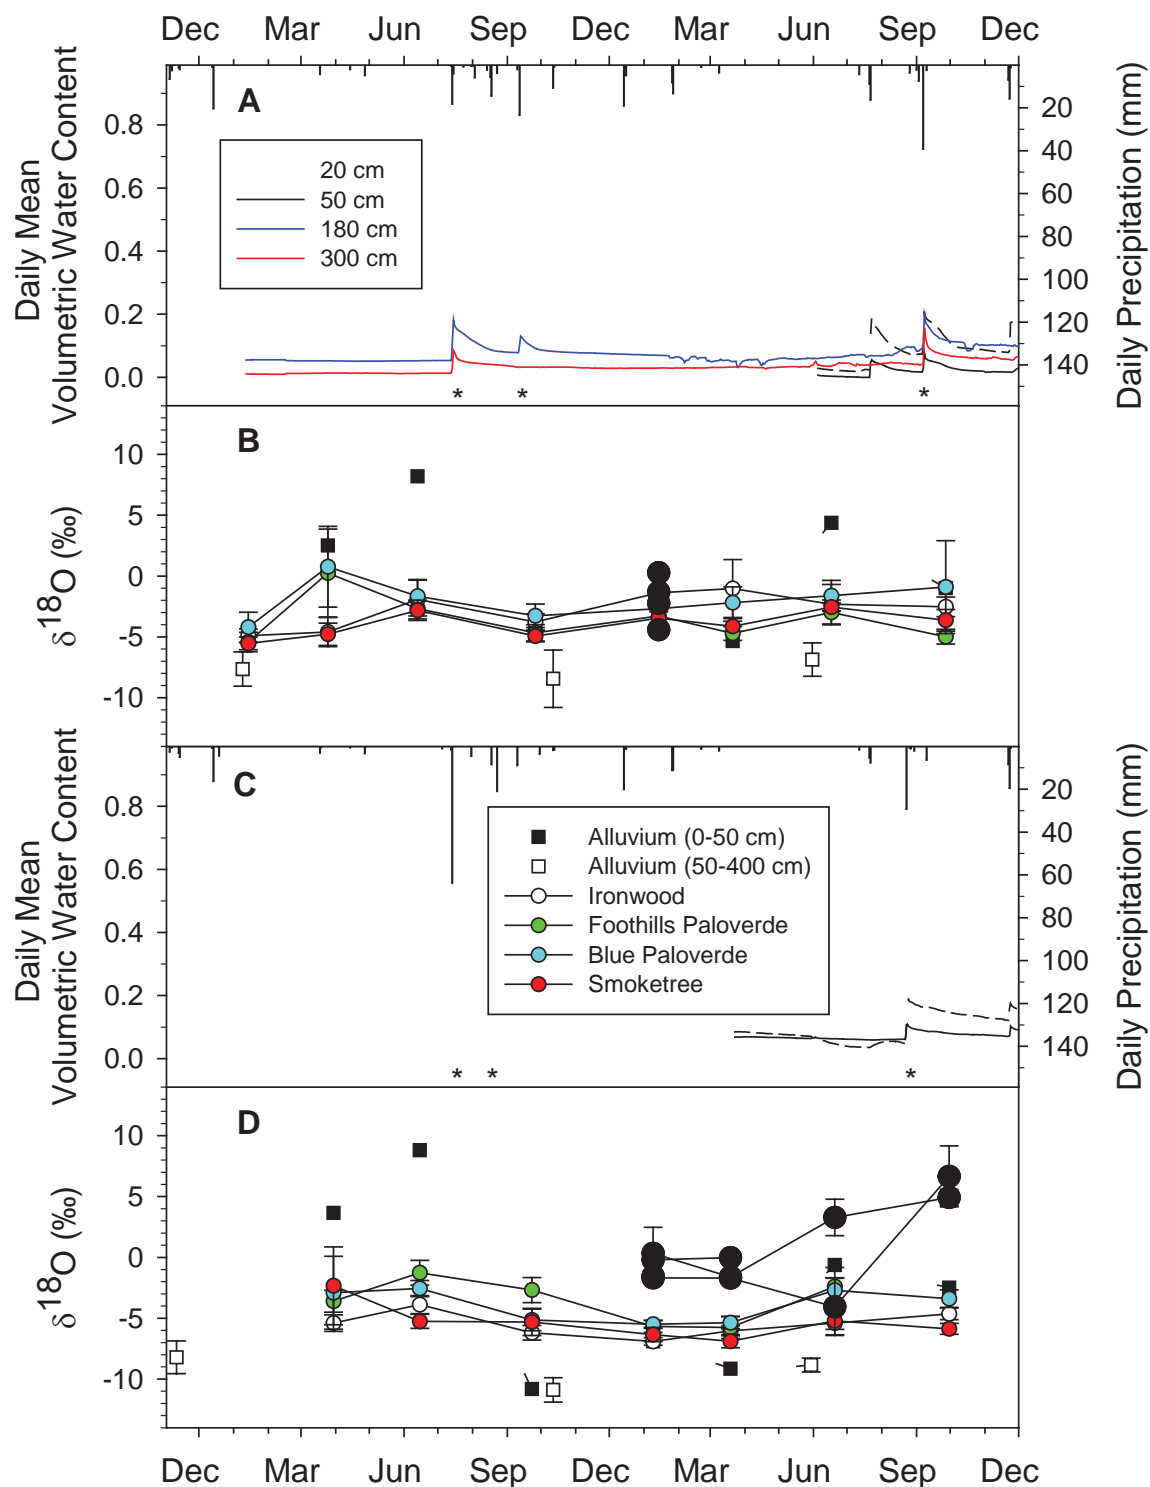 Dec Mar Jun Sep Dec Mar Jun Sep Dec
A
Daily Mean
Volumetric Water Content
0.8
0.6
0.4
0.2
0.0
20 cm
50 cm
180 cm
300 cm
* * *
20
40
60
80
100
120
140
Daily Precipitation (mm)
B
δ18O (‰)
10
5
0
-5
-10
C
Daily Mean
Volumetric Water Content
0.8
0.6
0.4
0.2
0.0
Alluvium (0-50 cm)
Alluvium (50-400 cm)
Ironwood
Foothills Paloverde
Blue Paloverde
Smoketree
* * *
20
40
60
80
100
120
140
Daily Precipitation (mm)
D
δ18O (‰)
10
5
0
-5
-10
Dec Mar Jun Sep Dec Mar Jun Sep Dec